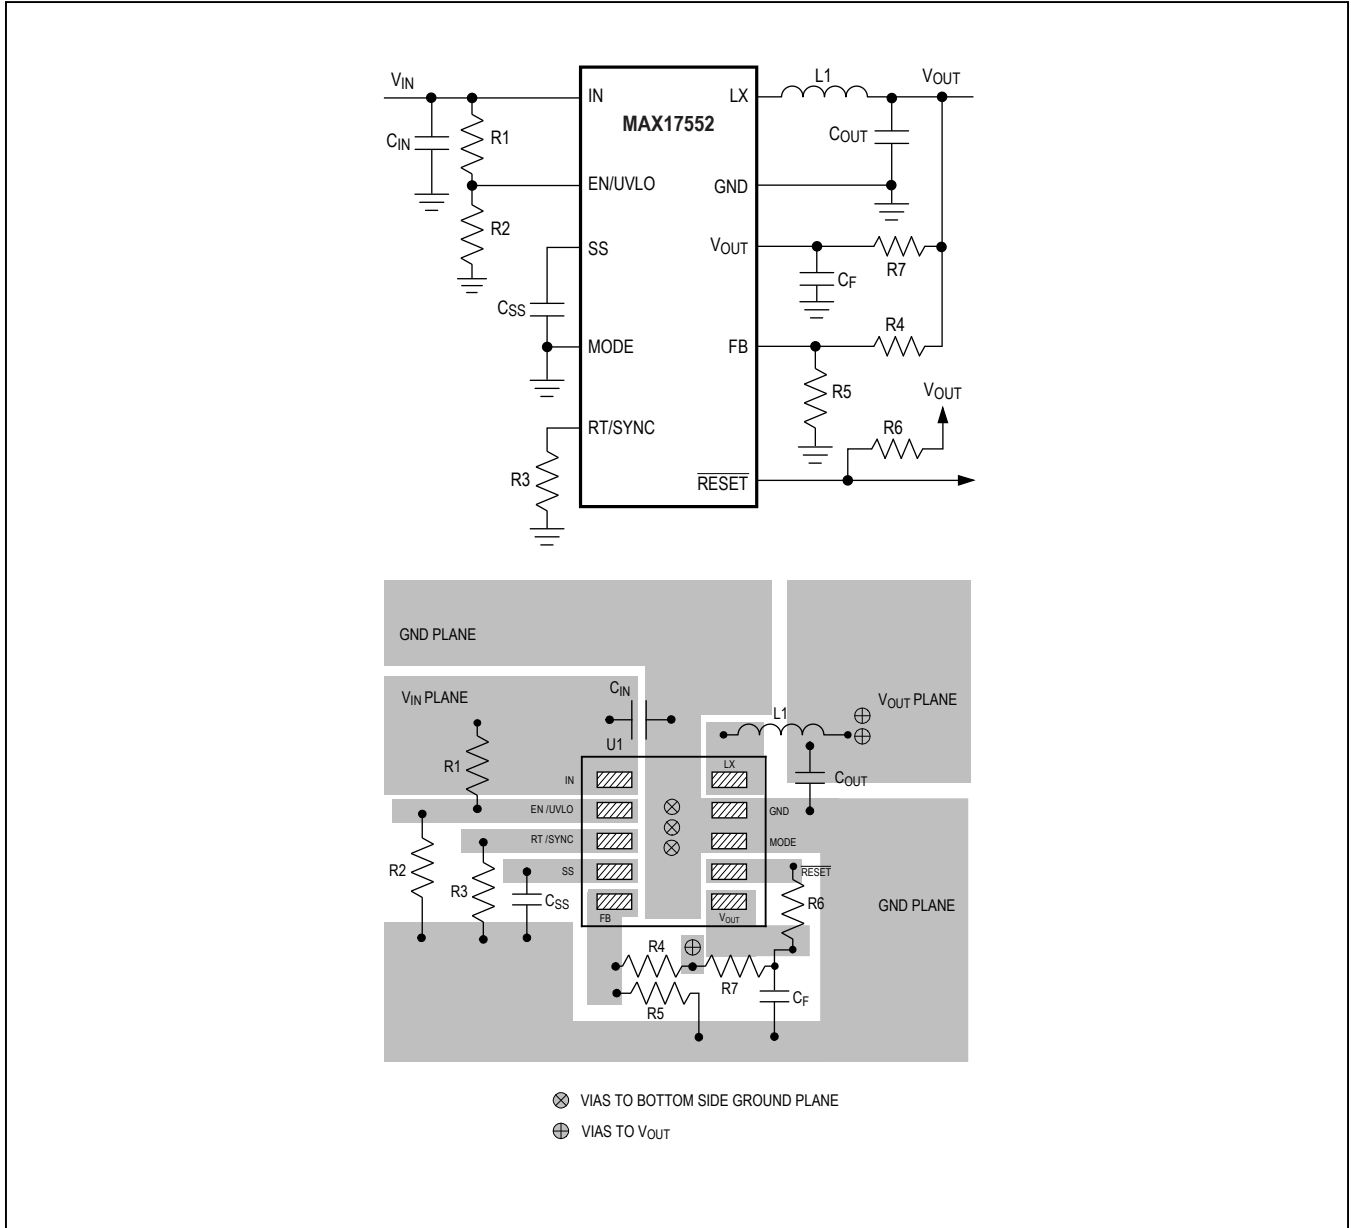 VIN
L1
VOUT
IN
LX
MAX17552
CIN
R1
COUT
EN/UVLO
GND
R2
SS
VOUT
R7
CF
CSS
R4
MODE
FB
R5
VOUT
RT/SYNC
R6
R3
RESET
GND PLANE
VIN PLANE
CIN
VOUT PLANE
L1
U1
R1
LX
IN
COUT
EN /UVLO
GND
RT /SYNC
MODE
R2
SS
RESET
R3
CSS
R6
GND PLANE
FB
VOUT
R4
R7
CF
R5
VIAS TO BOTTOM SIDE GROUND PLANE
VIAS TO VOUT